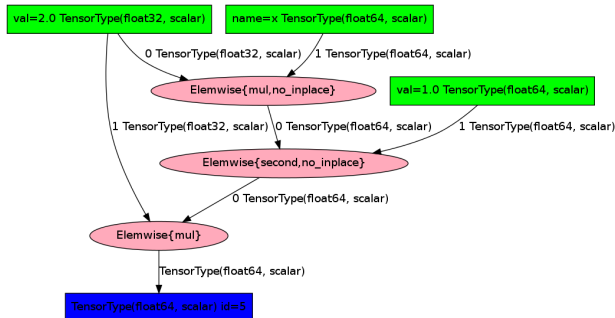 val=2.0 TensorType(float32, scalar)
name=x TensorType(float64, scalar)
0 TensorType(float32, scalar)
1 TensorType(float64, scalar)
Elemwise{mul,no_inplace}
val=1.0 TensorType(float64, scalar)
1 TensorType(float32, scalar)
0 TensorType(float64, scalar)
1 TensorType(float64, scalar)
Elemwise{second,no_inplace}
0 TensorType(float64, scalar)
Elemwise{mul}
TensorType(float64, scalar)
TensorType(float64, scalar) id=5